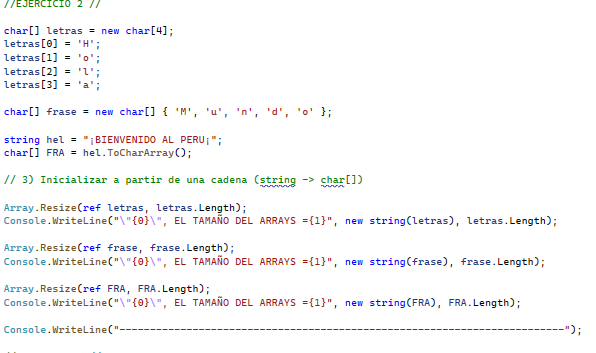 //EJERCICIO 2 //
char[] letras = new char[4];
letras[0] = 'H';
letras[1] = 'o';
letras[2] = 'l';
letras[3] = 'a';
char[] frase = new char[] { 'M', 'u', 'n', 'd', 'o' };
string hel = "¡BIENVENIDO AL PERU¡";
char[] FRA = hel.ToCharArray();
// 3) Inicializar a partir de una cadena (string -> char[])
Array.Resize(ref letras, letras.Length);
Console.WriteLine("\"{0}\", EL TAMAÑO DEL ARRAYS ={1}", new string(letras), letras.Length);
Array.Resize(ref frase, frase.Length);
Console.WriteLine("\"{0}\", EL TAMAÑO DEL ARRAYS ={1}", new string(frase), frase.Length);
Array.Resize(ref FRA, FRA.Length);
Console.WriteLine("\"{0}\", EL TAMAÑO DEL ARRAYS ={1}", new string(FRA), FRA.Length);
Console.WriteLine("-------------------------------------------------------------------------");